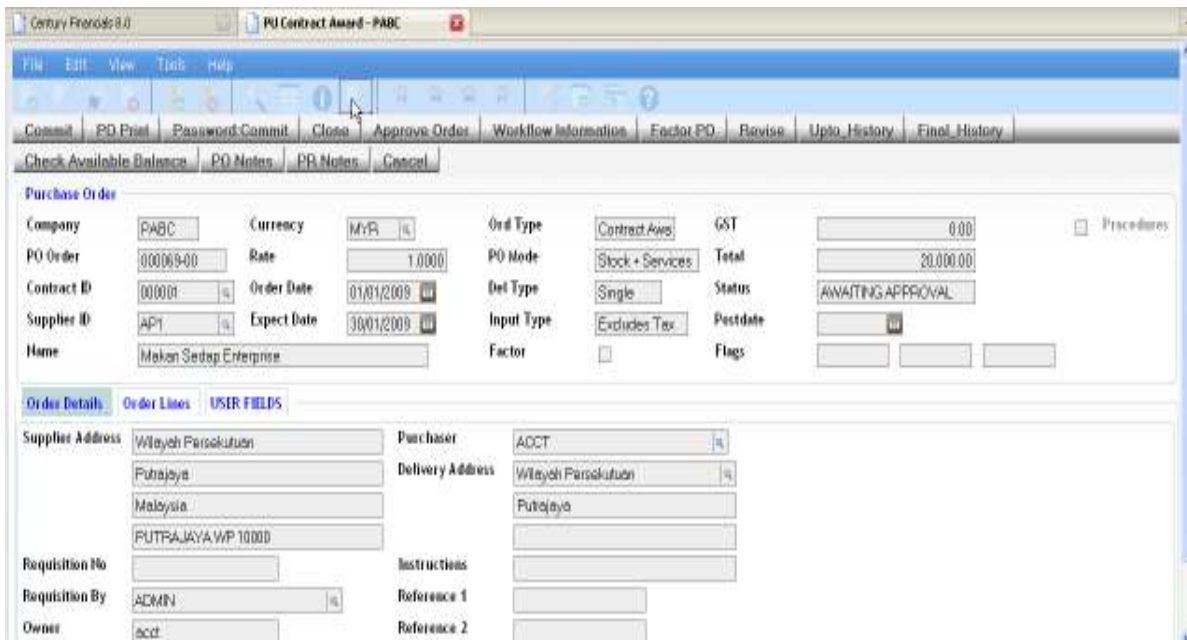 Century Financials 8.0 PU Contract Award - PABC
File Edit View Tools Help
Commit PO Print Password:Commit Close Approve Order Workflow Information Factor PO Revise Upto_History Final_History
Check Available Balance PO Notes PR Notes Cancel
Purchase Order
Company PABC Currency MYR Ord Type Contract Awa GST 0.00 Procedures
PO Order 000069-00 Rate 1.0000 PO Mode Stock + Services Total 20,000.00
Contract ID 000001 Order Date 01/01/2009 Del Type Single Status AWAITING APPROVAL
Supplier ID AP1 Expect Date 30/01/2009 Input Type Excludes Tax Postdate
Name Makan Sedap Enterprise Factor Flags
Order Details Order Lines USER FIELDS
Supplier Address Wilayah Persekutuan Purchaser ACCT
Putrajaya Delivery Address Wilayah Persekutuan
Malaysia Putrajaya
PUTRAJAYA WP 10000
Requisition No Instructions
Requisition By ADMIN Reference 1
Owner acct Reference 2